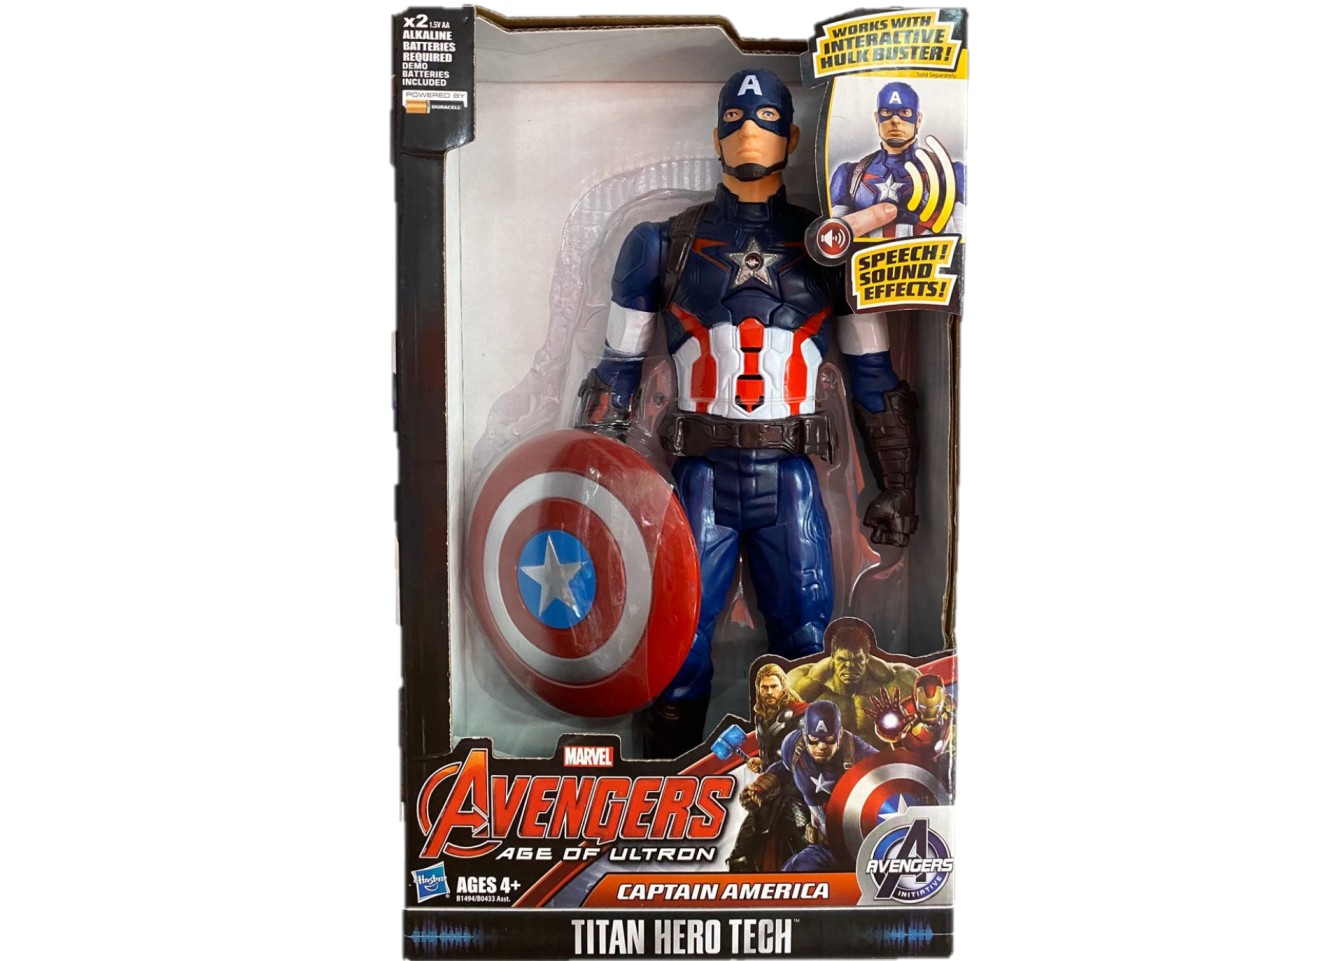 x2 1.5V AA
ALKALINE
BATTERIES
REQUIRED
DEMO
BATTERIES
INCLUDED
POWERED BY
DURACELL
A
WORKS WITH
INTERACTIVE
HULK BUSTER!
Sold Separately
A
SPEECH!
SOUND
EFFECTS!
MARVEL
AVENGERS
AGE OF ULTRON
A
AVENGERS
INITIATIVE
Hasbro
AGES 4+
B1494/B0433 Asst.
CAPTAIN AMERICA
TITAN HERO TECH™